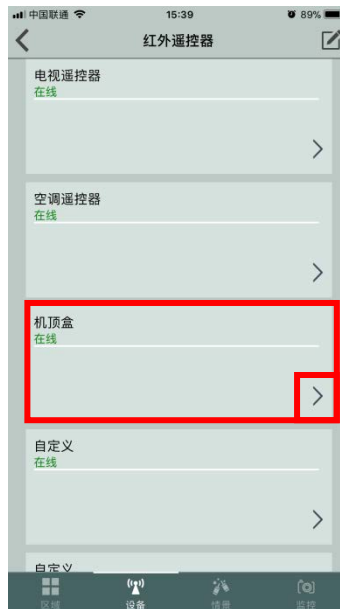 中国联通 15:39 89%
红外遥控器
电视遥控器
在线
空调遥控器
在线
机顶盒
在线
自定义
在线
自定义
区域 设备 情景 监控